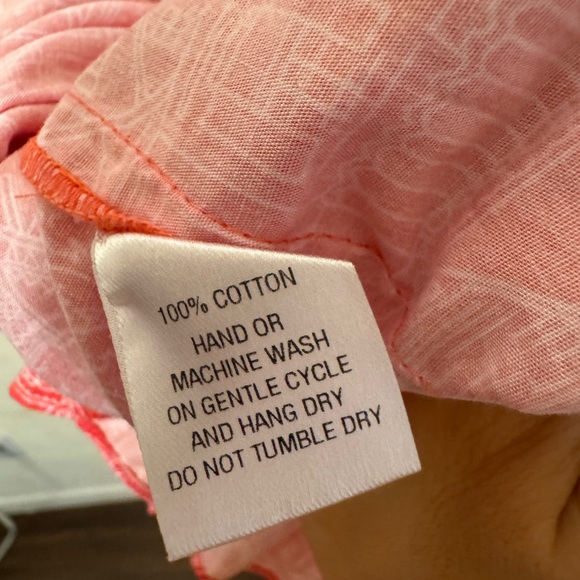 100% COTTON
HAND OR
MACHINE WASH
ON GENTLE CYCLE
AND HANG DRY
DO NOT TUMBLE DRY